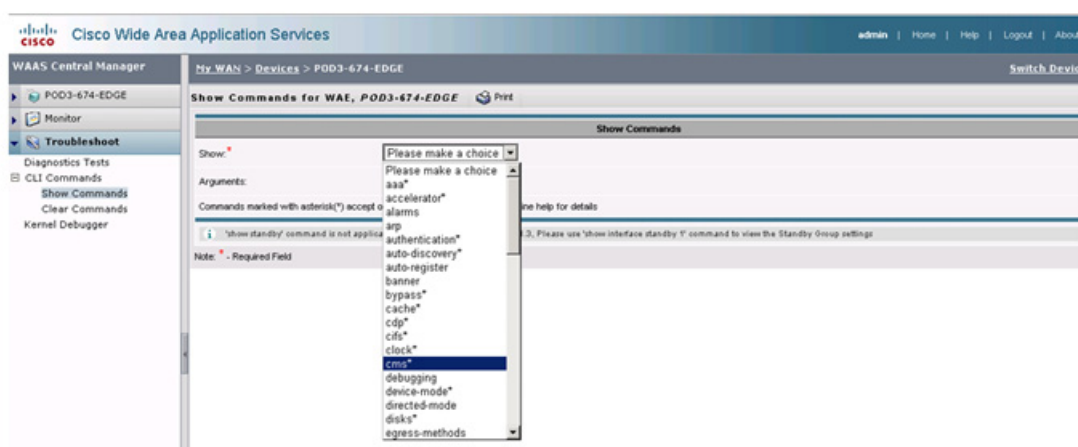 CISCO Cisco Wide Area Application Services
admin | Home | Help | Logout | About
WAAS Central Manager
My WAN > Devices > POD3-674-EDGE
Switch Devic
POD3-674-EDGE
Show Commands for WAE, POD3-674-EDGE Print
Monitor
Troubleshoot
Diagnostics Tests
CLI Commands
Show Commands
Clear Commands
Kernel Debugger
Show Commands
Show:*
Please make a choice
Arguments:
Commands marked with asterisk(*) accept o
ine help for details
'show standby' command is not applica
1.3, Please use 'show interface standby 1' command to view the Standby Group settings
Note: * - Required Field
Please make a choice
aaa*
accelerator*
alarms
arp
authentication*
auto-discovery*
auto-register
banner
bypass*
cache*
cdp*
cifs*
clock*
cms*
debugging
device-mode*
directed-mode
disks*
egress-methods